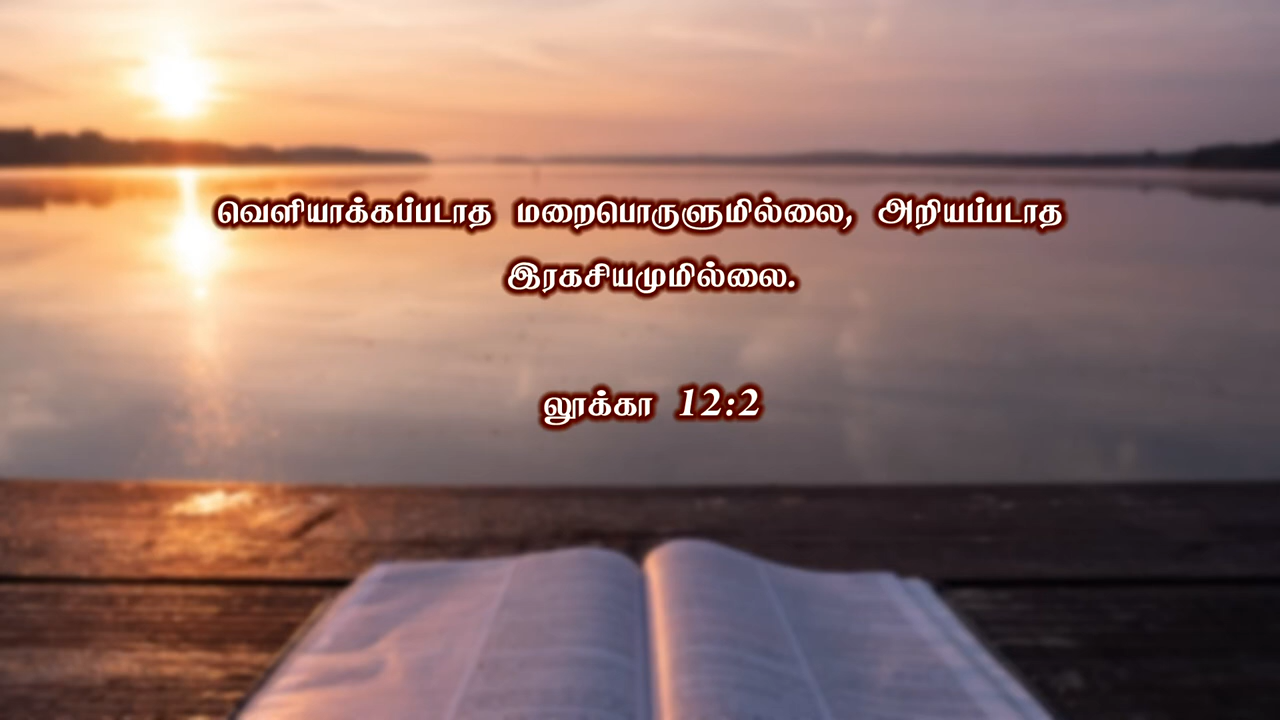 வெளியாக்கப்படாத மறைபொருளுமில்லை, அறியப்படாத
இரகசியமுமில்லை.
லூக்கா 12:2